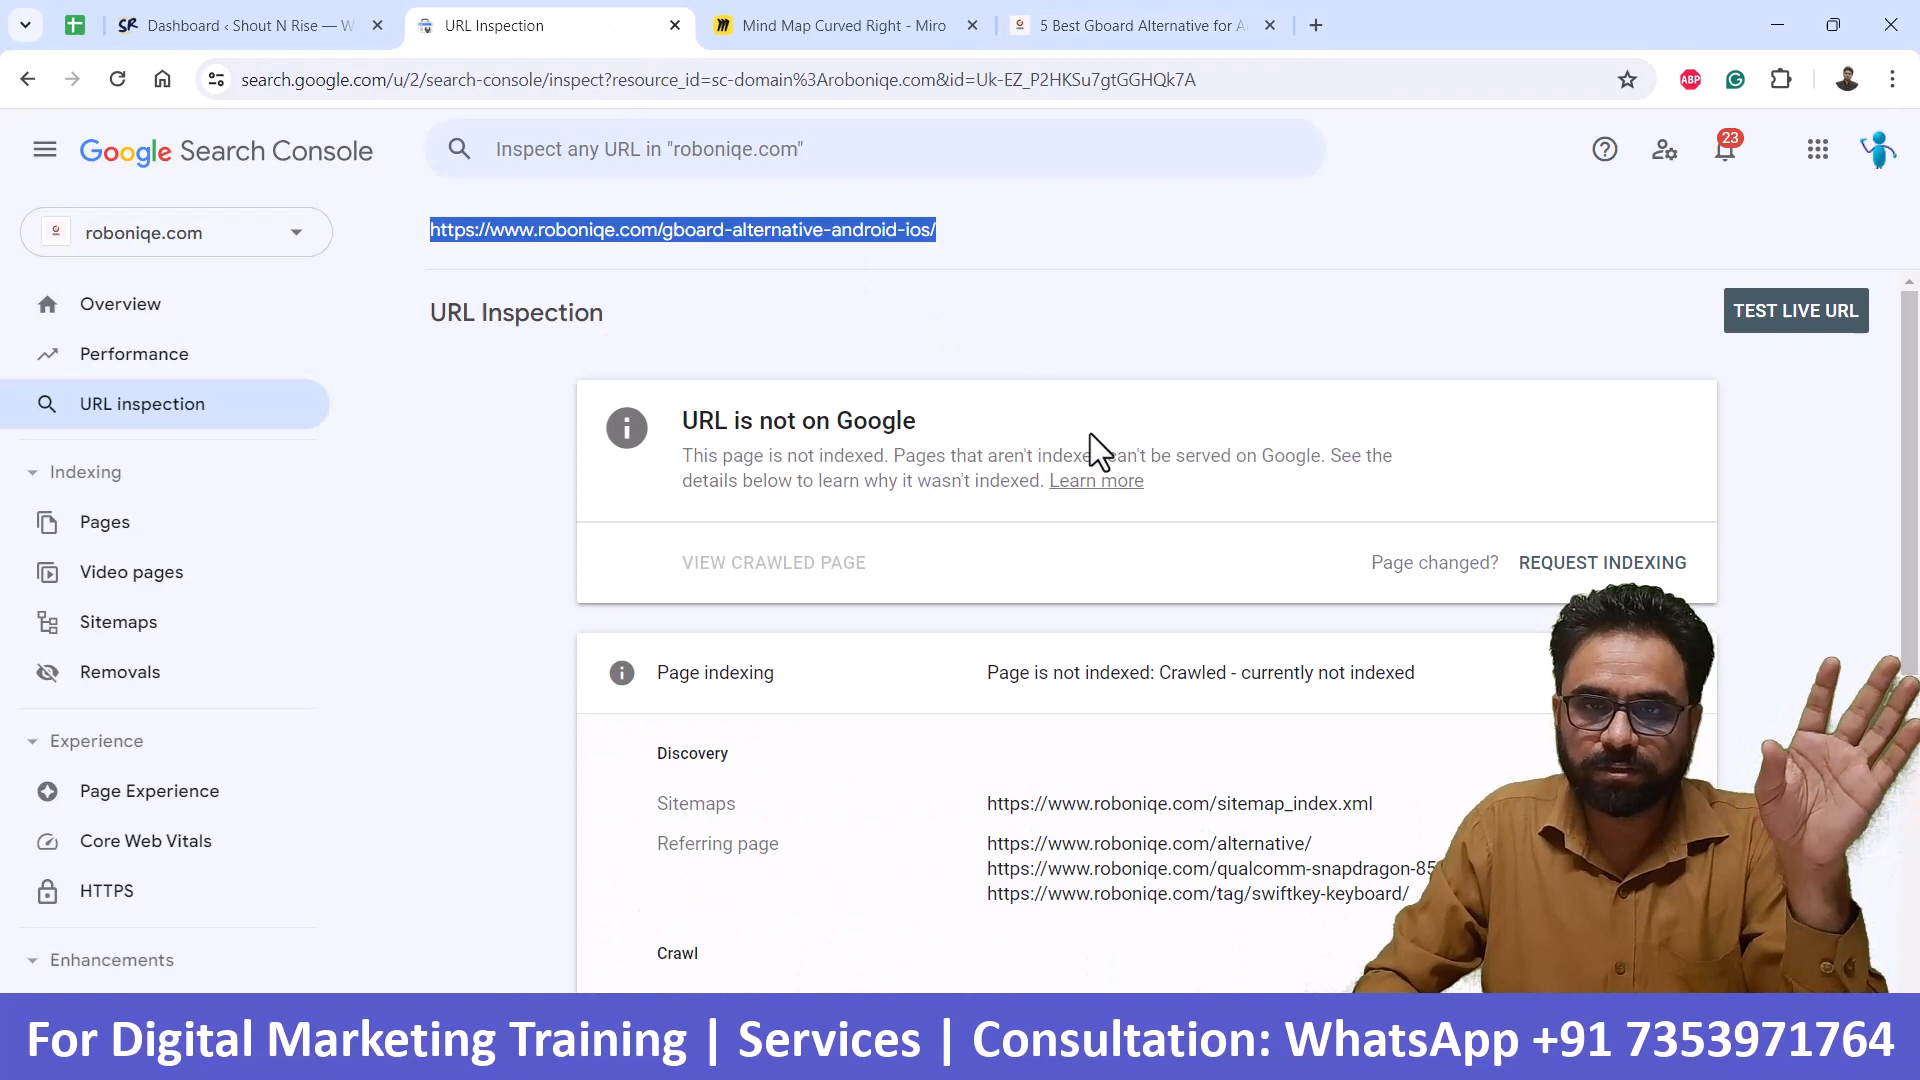 Dashboard ‹ Shout N Rise — W
URL Inspection
Mind Map Curved Right - Miro
5 Best Gboard Alternative for A
search.google.com/u/2/search-console/inspect?resource_id=sc-domain%3Aroboniqe.com&id=Uk-EZ_P2HKSu7gtGGHQk7A
ABP
Google Search Console
Inspect any URL in "roboniqe.com"
23
roboniqe.com
https://www.roboniqe.com/gboard-alternative-android-ios/
Overview
URL Inspection
TEST LIVE URL
Performance
URL inspection
URL is not on Google
This page is not indexed. Pages that aren't indexe can't be served on Google. See the
details below to learn why it wasn't indexed. Learn more
Indexing
Pages
VIEW CRAWLED PAGE
Page changed? REQUEST INDEXING
Video pages
Sitemaps
Removals
Page indexing
Page is not indexed: Crawled - currently not indexed
Experience
Discovery
Page Experience
Sitemaps
https://www.roboniqe.com/sitemap_index.xml
Core Web Vitals
Referring page
https://www.roboniqe.com/alternative/
https://www.roboniqe.com/qualcomm-snapdragon-85
https://www.roboniqe.com/tag/swiftkey-keyboard/
HTTPS
Enhancements
Crawl
For Digital Marketing Training | Services | Consultation: WhatsApp +91 7353971764